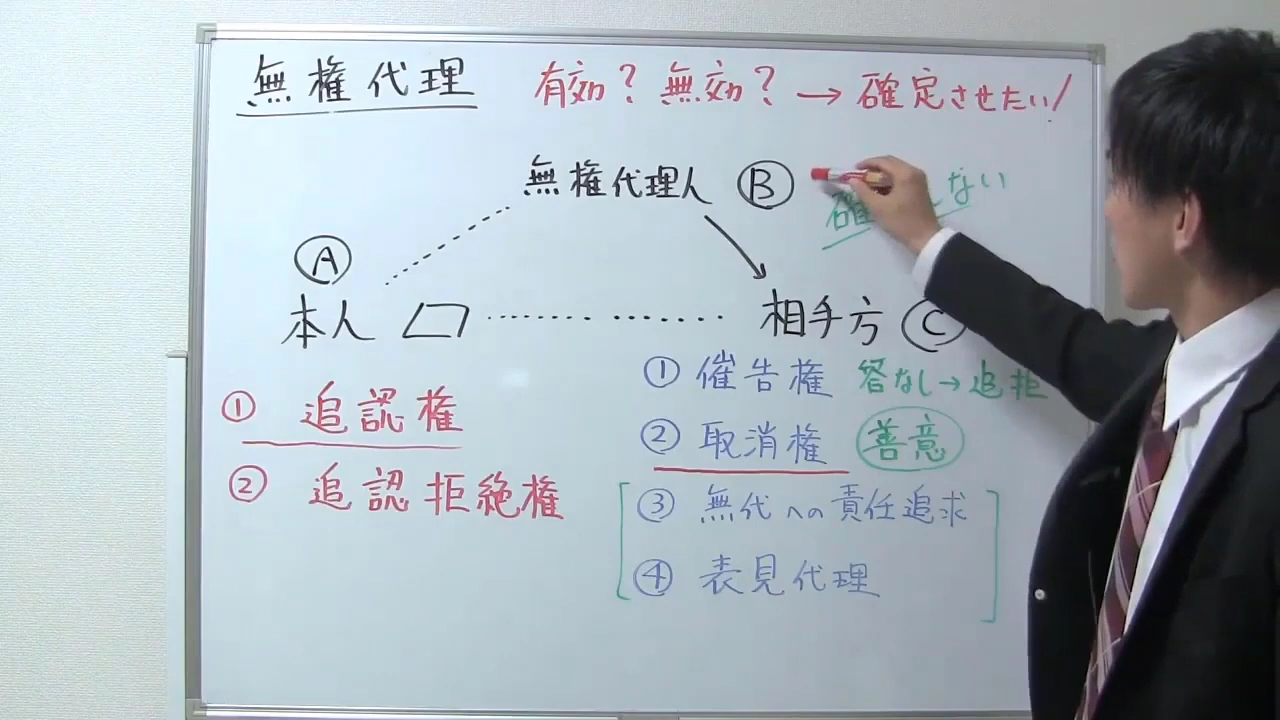 無権代理 有効?無効?→確定させたい!
無権代理人 Ⓑ
確 ない
Ⓐ
本人 相手方 Ⓒ
① 催告権 答なし→追拒
① 追認権
② 取消権 善意
② 追認拒絶権
③ 無代への責任追求
④ 表見代理